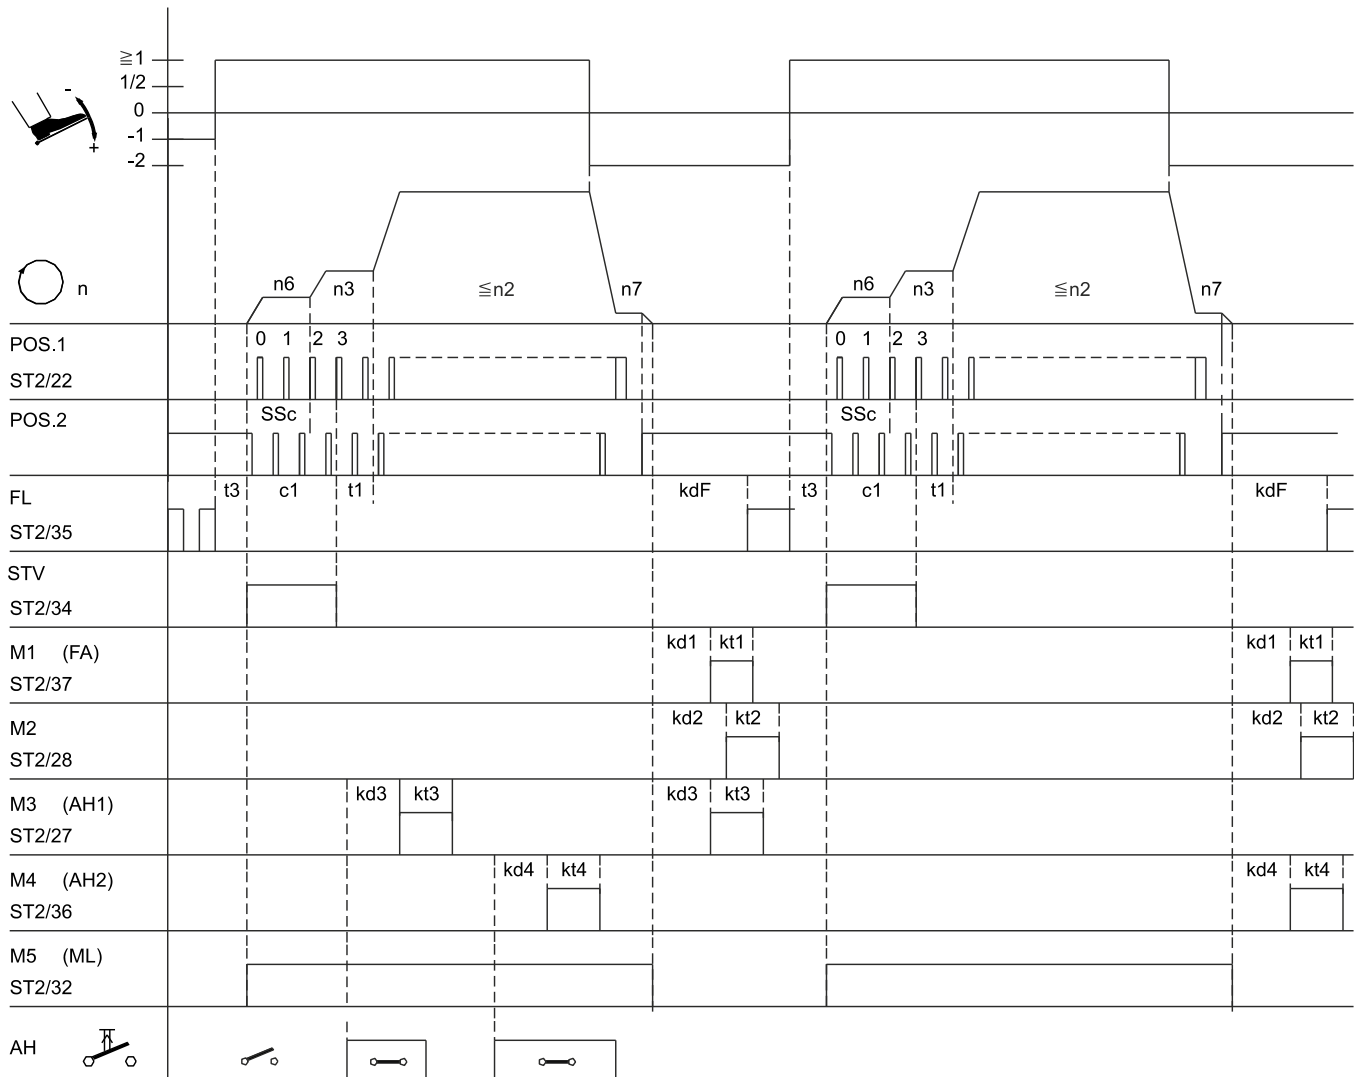 ≧1
1/2
0
-1
-2
-
+
n
n6
n3
≦n2
n7
n6
n3
≦n2
n7
POS.1
ST2/22
0 1 2 3
0 1 2 3
POS.2
SSc
SSc
FL
ST2/35
t3 c1 t1 kdF t3 c1 t1 kdF
STV
ST2/34
M1 (FA)
ST2/37
kd1 kt1 kd1 kt1
M2
ST2/28
kd2 kt2 kd2 kt2
M3 (AH1)
ST2/27
kd3 kt3 kd3 kt3
M4 (AH2)
ST2/36
kd4 kt4 kd4 kt4
M5 (ML)
ST2/32
AH